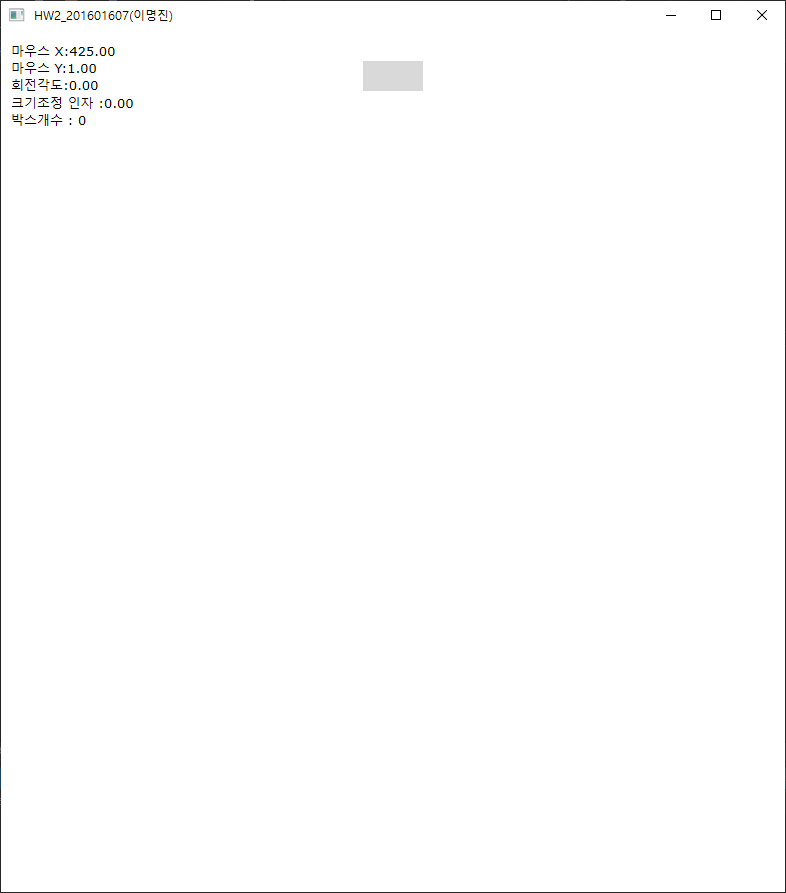 HW2_201601607(이명진)
마우스 X:425.00
마우스 Y:1.00
회전각도:0.00
크기조정 인자 :0.00
박스개수 : 0